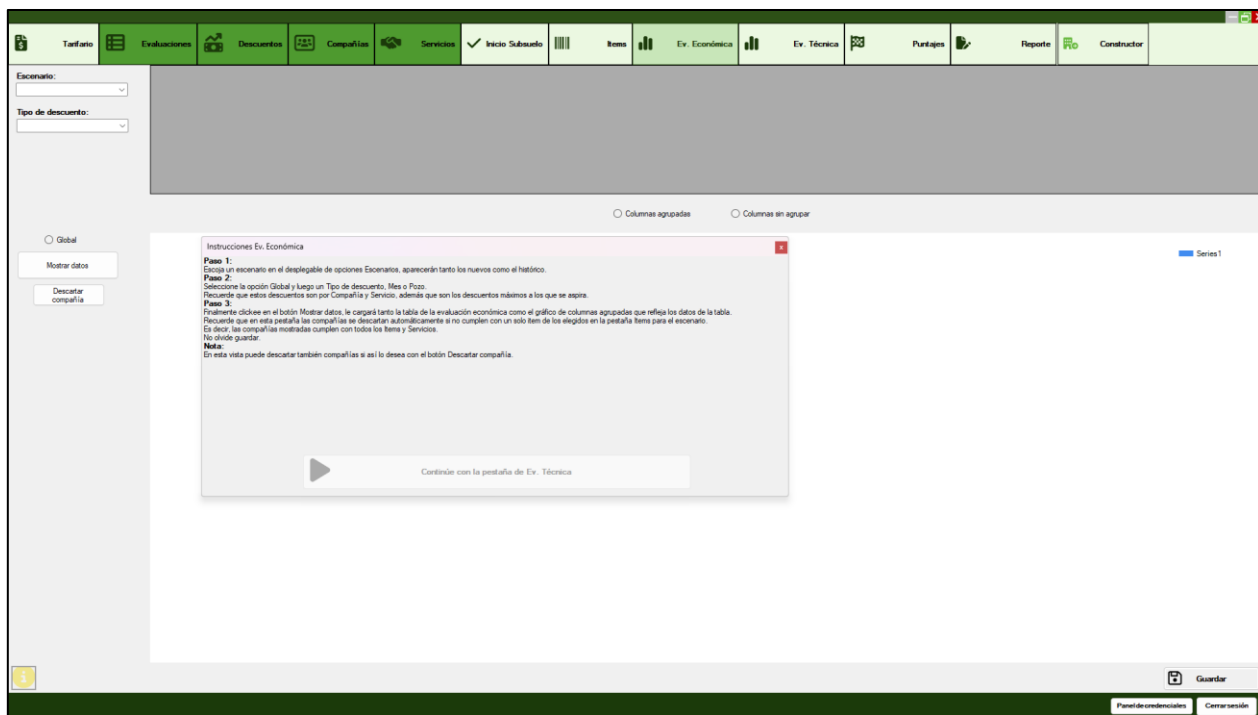 Tarifario
Evaluaciones
Descuentos
Compañías
Servicios
Inicio Subsuelo
Items
Ev. Económica
Ev. Técnica
Puntajes
Reporte
Constructor
Escenario:
Tipo de descuento:
Columnas agrupadas
Columnas sin agrupar
Global
Mostrar datos
Descartar
compañía
Series1
Instrucciones Ev. Económica
Paso 1:
Escoja un escenario en el desplegable de opciones Escenarios, aparecerán tanto los nuevos como el histórico.
Paso 2:
Seleccione la opción Global y luego un Tipo de descuento, Mes o Pozo.
Recuerde que estos descuentos son por Compañía y Servicio, además que son los descuentos máximos a los que se aspira.
Paso 3:
Finalmente clickee en el botón Mostrar datos, le cargará tanto la tabla de la evaluación económica como el gráfico de columnas agrupadas que refleja los datos de la tabla.
Recuerde que en esta pestaña las compañías se descartan automáticamente si no cumplen con un solo item de los elegidos en la pestaña Items para el escenario.
Es decir, las compañías mostradas cumplen con todos los Items y Servicios.
No olvide guardar.
Nota:
En esta vista puede descartar también compañías si así lo desea con el botón Descartar compañía.
Continúe con la pestaña de Ev. Técnica
Guardar
Panel de credenciales
Cerrar sesión